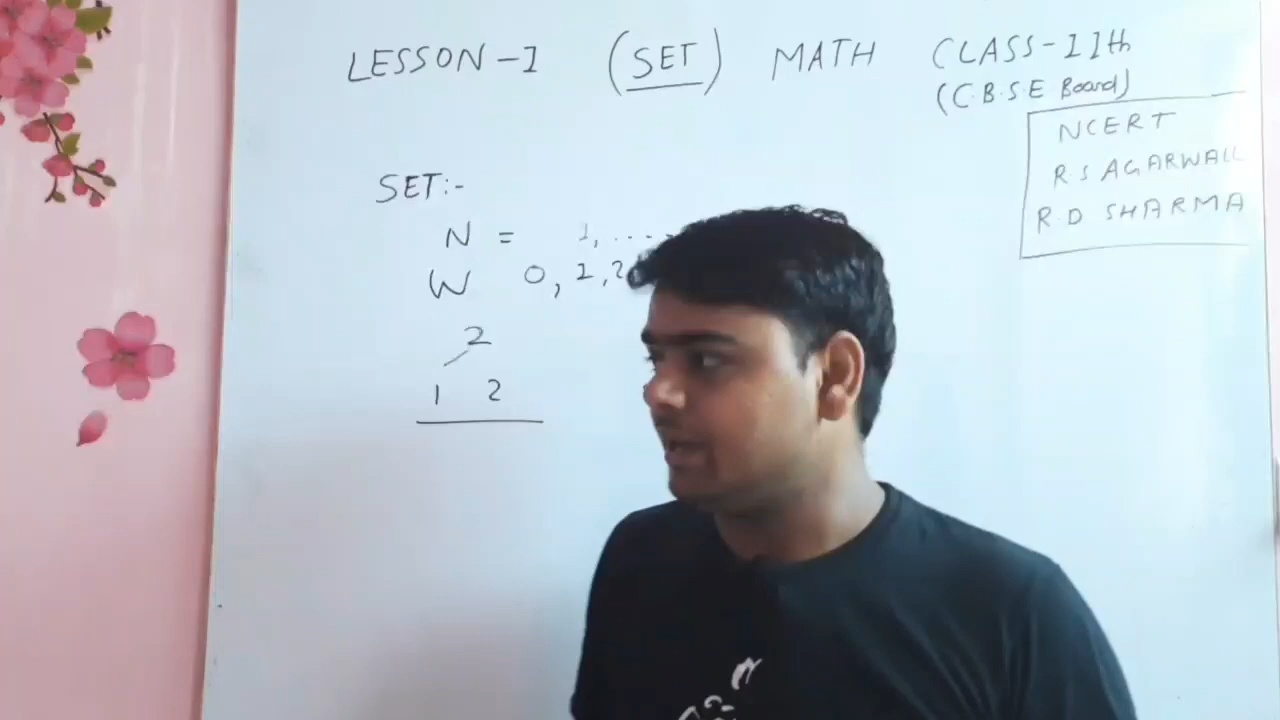 LESSON-1 (SET) MATH CLASS-11th
(C.B.S.E Board)
NCERT
R S AGARWALL
R.D SHARMA
SET:-
N = 1, ....
W 0, 1, 2
2
1 2